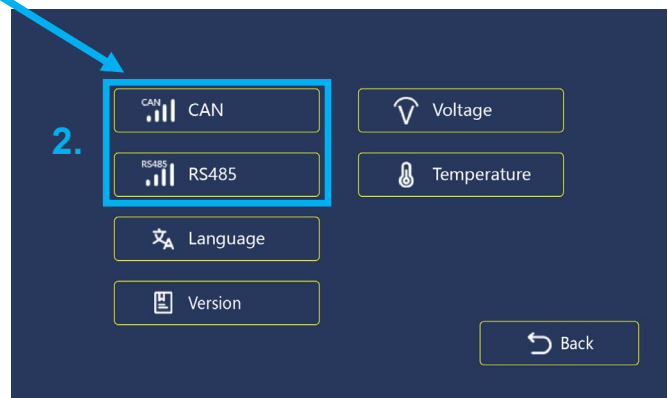 2.
CAN CAN
RS485 RS485
Language
Version
Voltage
Temperature
Back